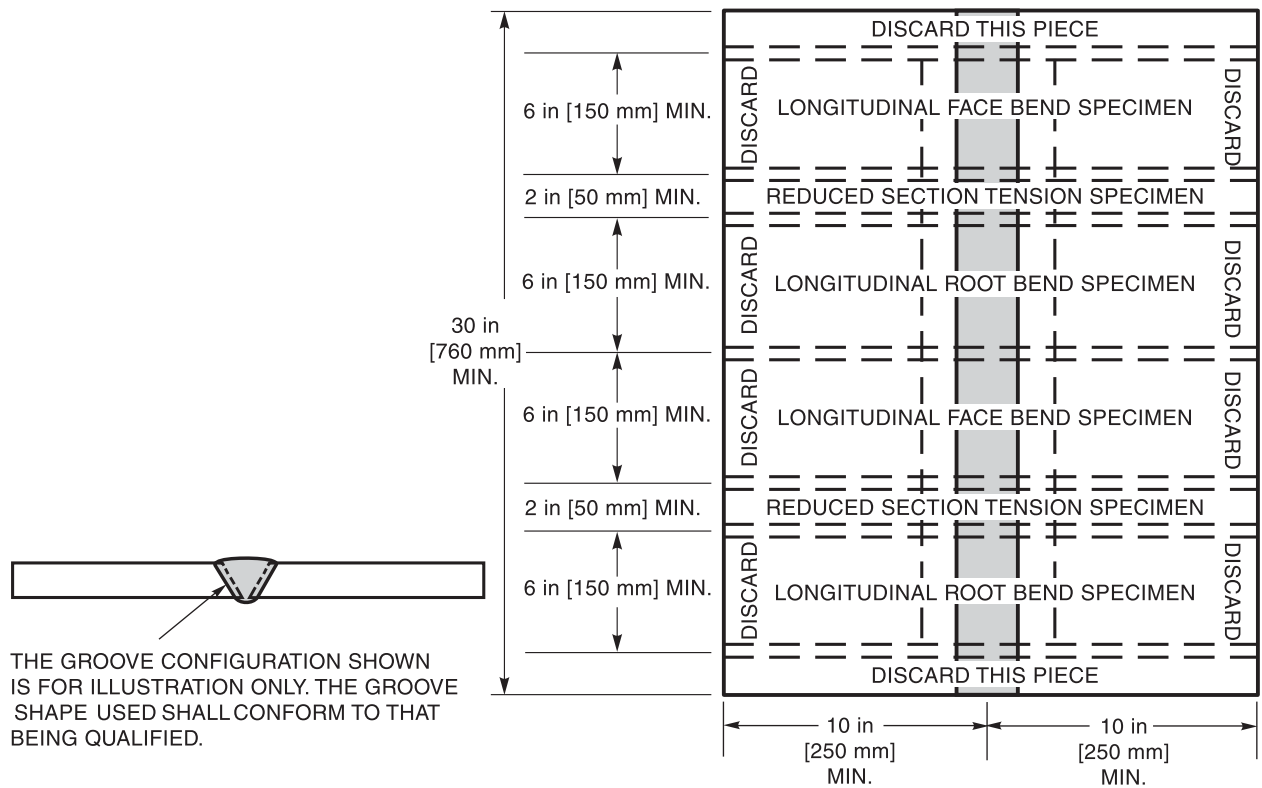 DISCARD THIS PIECE
DISCARD
LONGITUDINAL FACE BEND SPECIMEN
DISCARD
6 in [150 mm] MIN.
REDUCED SECTION TENSION SPECIMEN
2 in [50 mm] MIN.
DISCARD
LONGITUDINAL ROOT BEND SPECIMEN
DISCARD
6 in [150 mm] MIN.
30 in
[760 mm]
MIN.
DISCARD
LONGITUDINAL FACE BEND SPECIMEN
DISCARD
6 in [150 mm] MIN.
REDUCED SECTION TENSION SPECIMEN
2 in [50 mm] MIN.
DISCARD
LONGITUDINAL ROOT BEND SPECIMEN
DISCARD
6 in [150 mm] MIN.
DISCARD THIS PIECE
THE GROOVE CONFIGURATION SHOWN
IS FOR ILLUSTRATION ONLY. THE GROOVE
SHAPE USED SHALL CONFORM TO THAT
BEING QUALIFIED.
10 in
[250 mm]
MIN.
10 in
[250 mm]
MIN.